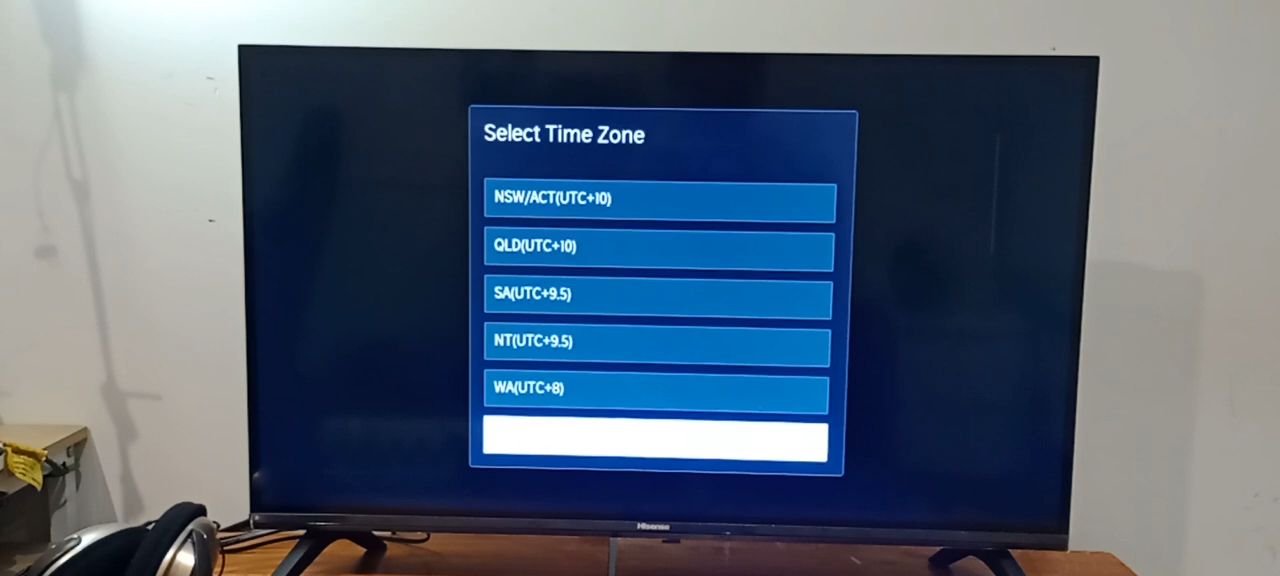 Select Time Zone
NSW/ACT(UTC+10)
QLD(UTC+10)
SA(UTC+9.5)
NT(UTC+9.5)
WA(UTC+8)
Hisense